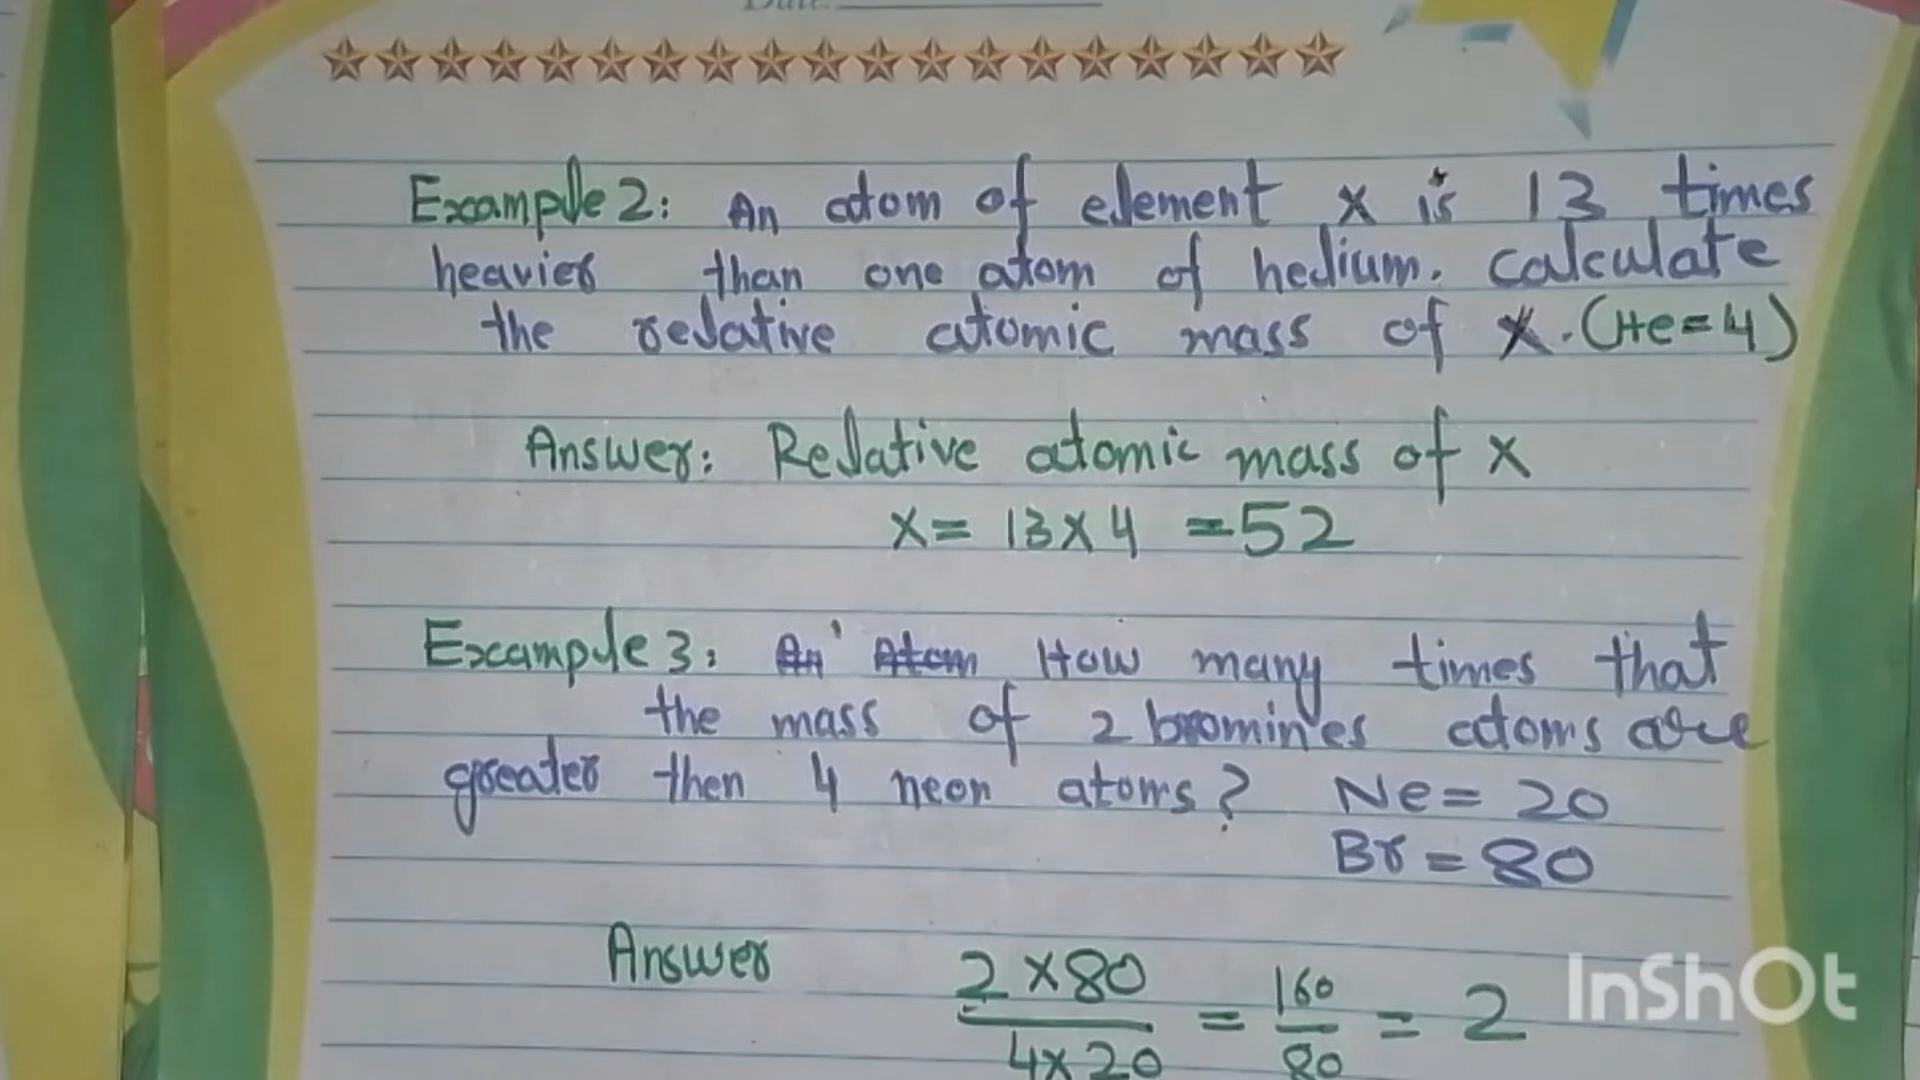 Date:
Example 2: An atom of element x is 13 times
heavier than one atom of helium. Calculate
the relative atomic mass of x. (He=4)
Answer: Relative atomic mass of x
x= 13x4 =52
Example 3: An' Atom How many times that
the mass of 2 bromines atoms are
greater then 4 neon atoms? Ne= 20
Br = 80
Answer 2x80/4x20 = 160/80 = 2
InShOt